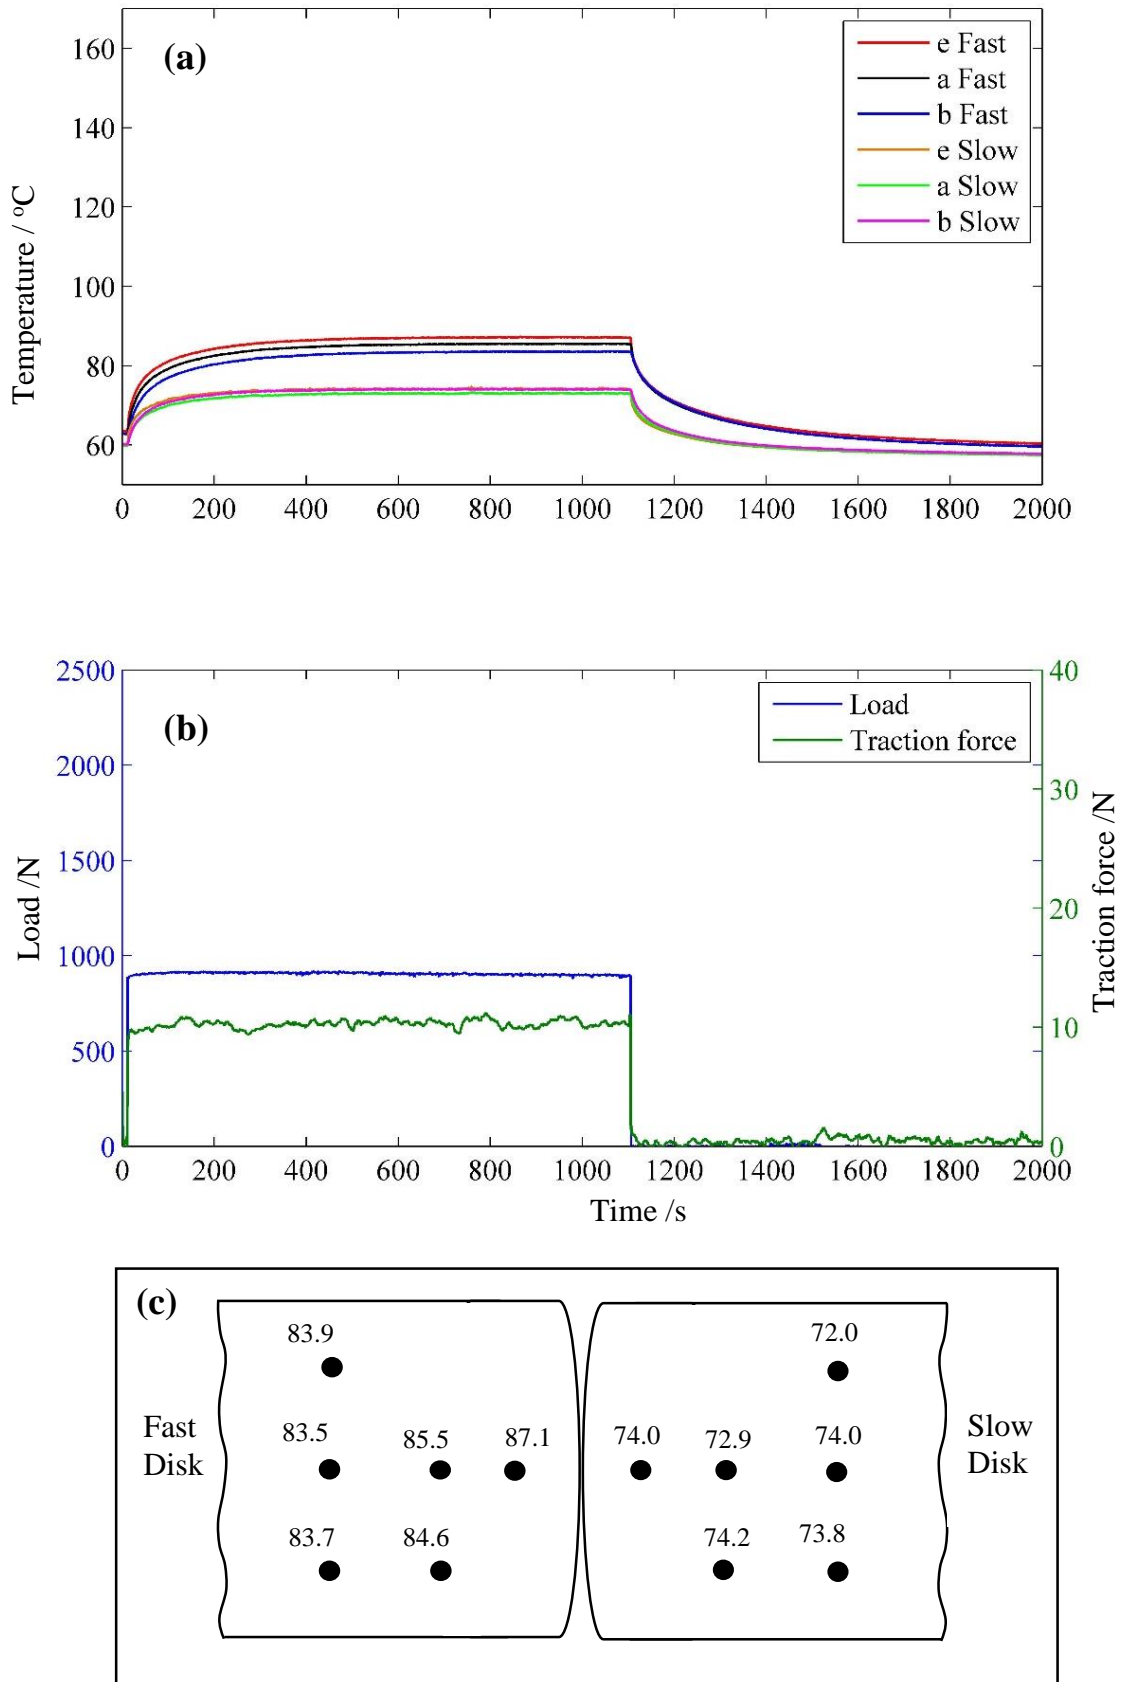 (a)
e Fast
a Fast
b Fast
e Slow
a Slow
b Slow
Temperature / ºC
160
140
120
100
80
60
0 200 400 600 800 1000 1200 1400 1600 1800 2000
(b)
Load
Traction force
Load /N
2500
2000
1500
1000
500
0
40
30
20
10
0
Traction force /N
0 200 400 600 800 1000 1200 1400 1600 1800 2000
Time /s
(c)
83.9 72.0
Fast Disk
83.5 85.5 87.1 74.0 72.9 74.0
Slow Disk
83.7 84.6 74.2 73.8